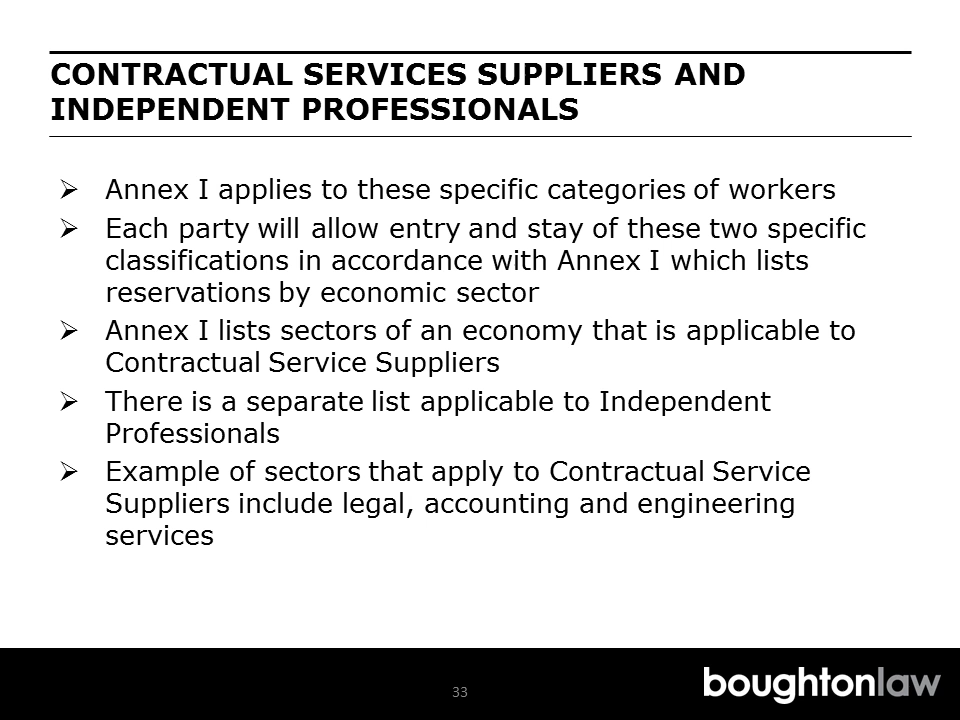 CONTRACTUAL SERVICES SUPPLIERS AND
INDEPENDENT PROFESSIONALS
Annex I applies to these specific categories of workers
Each party will allow entry and stay of these two specific
classifications in accordance with Annex I which lists
reservations by economic sector
Annex I lists sectors of an economy that is applicable to
Contractual Service Suppliers
There is a separate list applicable to Independent
Professionals
Example of sectors that apply to Contractual Service
Suppliers include legal, accounting and engineering
services
33
boughtonlaw